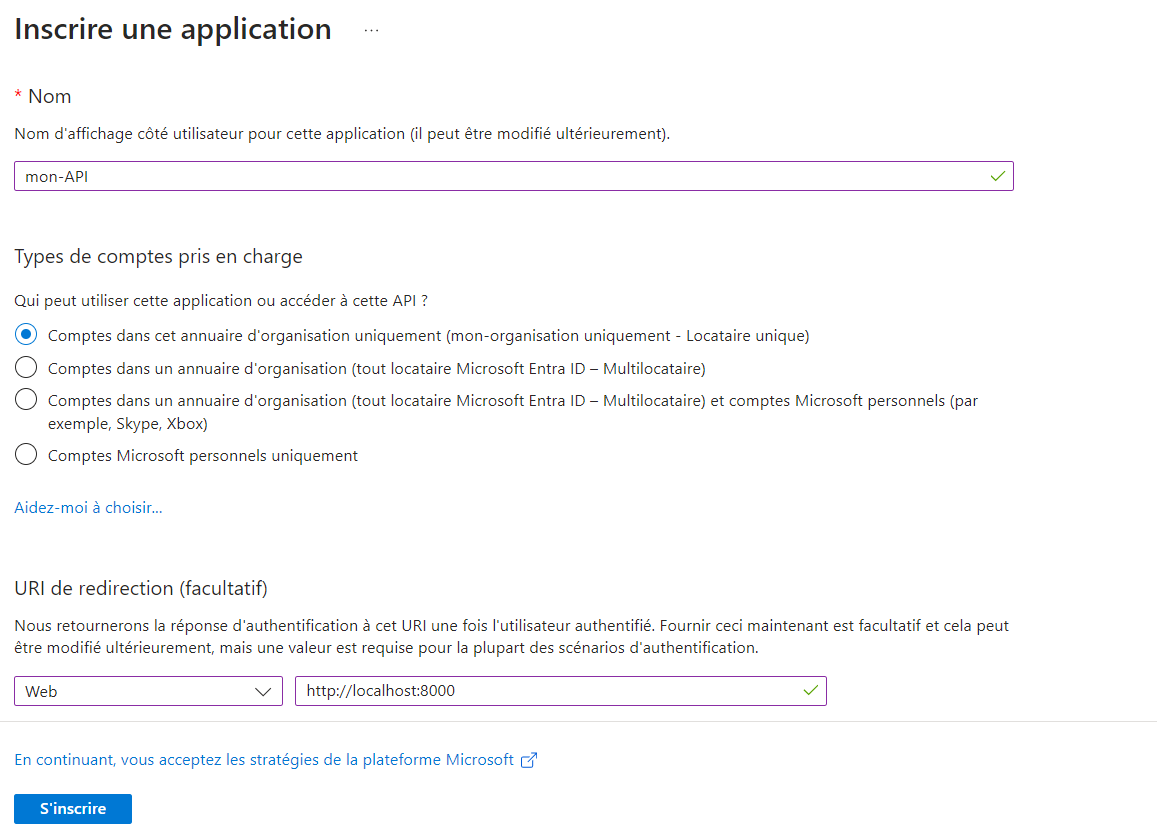 Inscrire une application ...
* Nom
Nom d'affichage côté utilisateur pour cette application (il peut être modifié ultérieurement).
mon-API
Types de comptes pris en charge
Qui peut utiliser cette application ou accéder à cette API ?
Comptes dans cet annuaire d'organisation uniquement (mon-organisation uniquement - Locataire unique)
Comptes dans un annuaire d'organisation (tout locataire Microsoft Entra ID – Multilocataire)
Comptes dans un annuaire d'organisation (tout locataire Microsoft Entra ID – Multilocataire) et comptes Microsoft personnels (par
exemple, Skype, Xbox)
Comptes Microsoft personnels uniquement
Aidez-moi à choisir...
URI de redirection (facultatif)
Nous retournerons la réponse d'authentification à cet URI une fois l'utilisateur authentifié. Fournir ceci maintenant est facultatif et cela peut
être modifié ultérieurement, mais une valeur est requise pour la plupart des scénarios d'authentification.
Web http://localhost:8000
En continuant, vous acceptez les stratégies de la plateforme Microsoft
S'inscrire